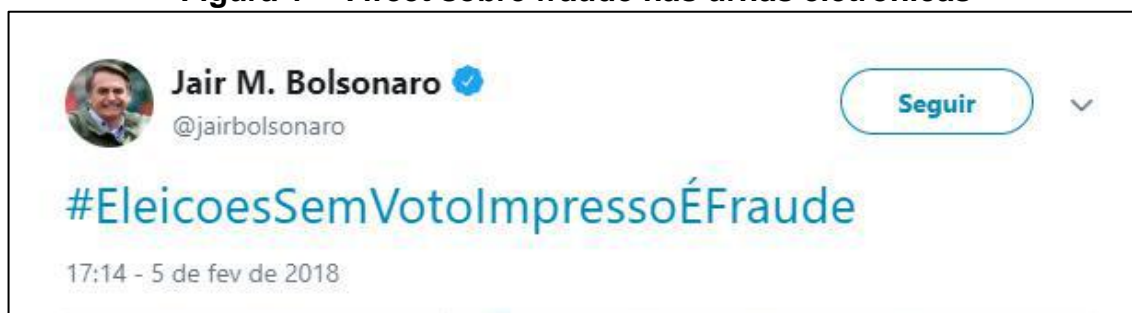 Jair M. Bolsonaro
@jairbolsonaro
Seguir
#EleicoesSemVotoImpressoÉFraude
17:14 - 5 de fev de 2018